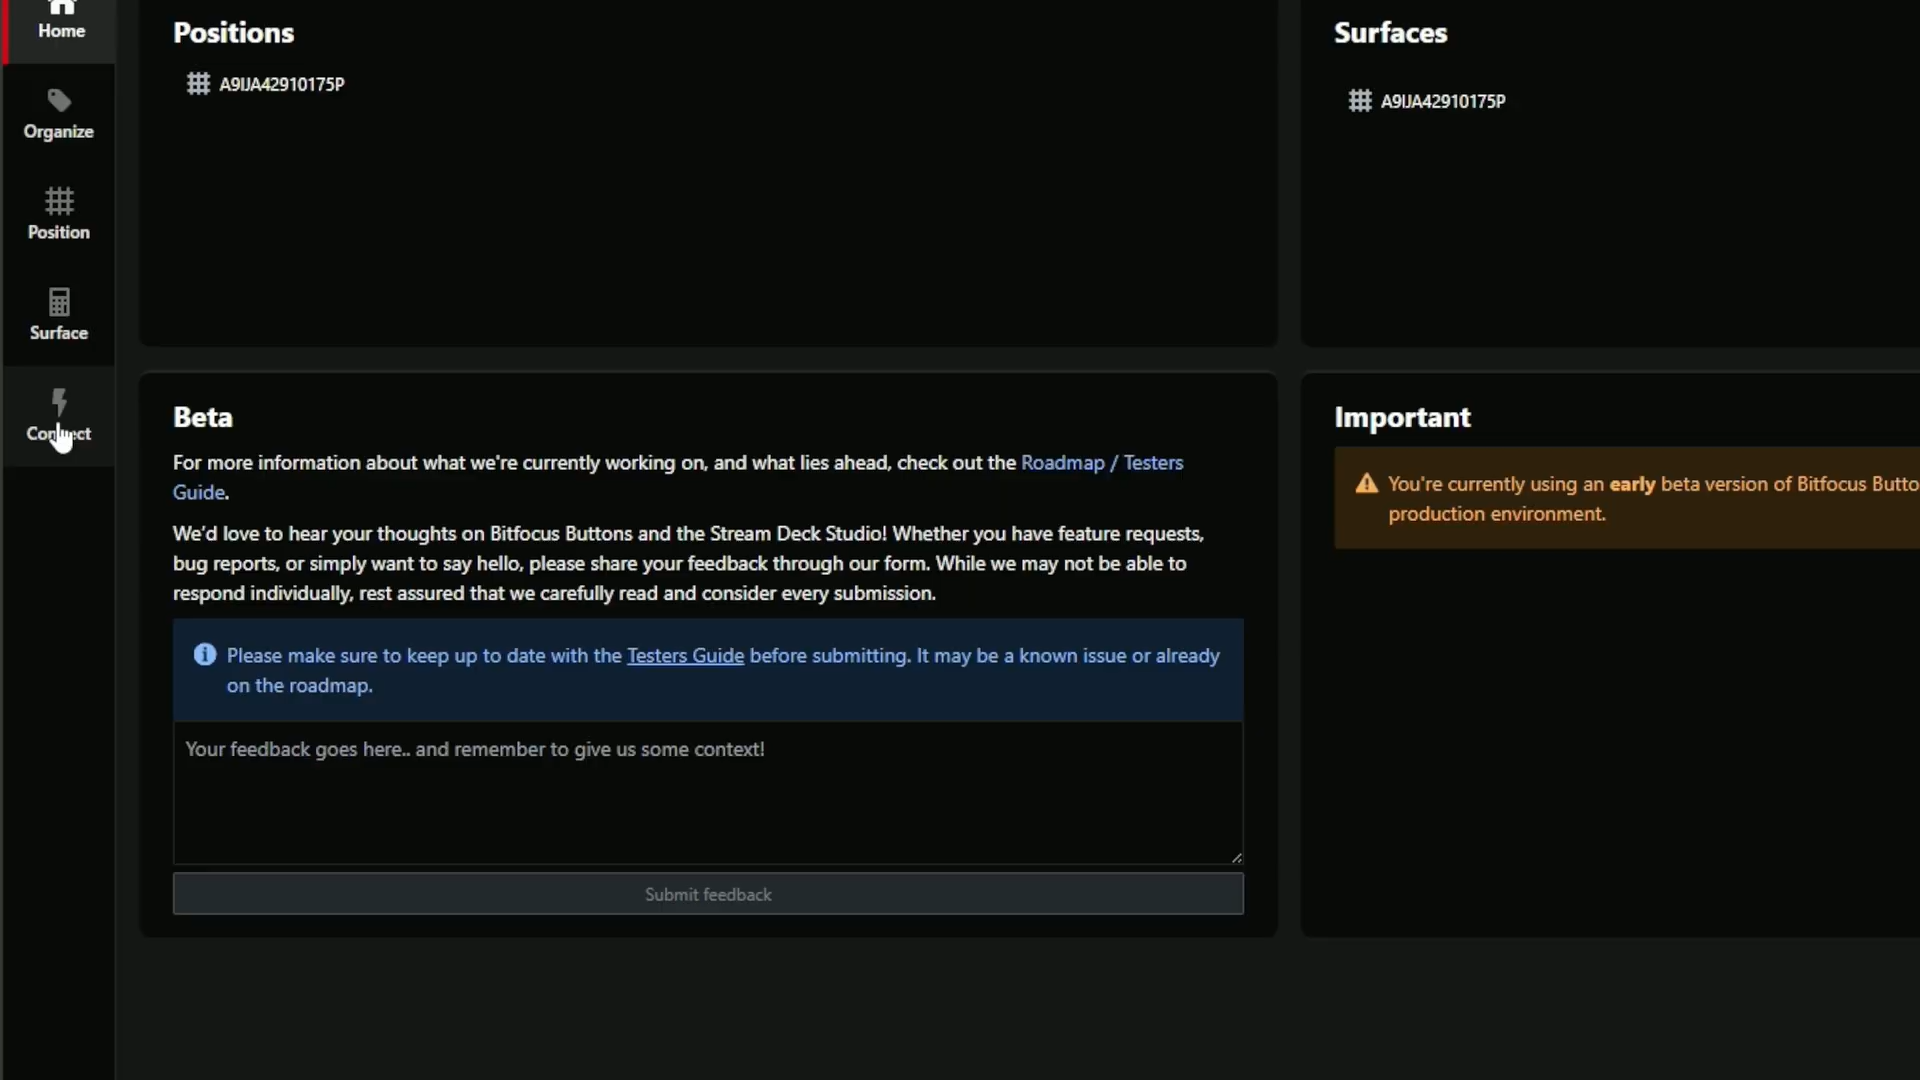 Home
Organize
Position
Surface
Connect
Positions
A9IJA42910175P
Surfaces
A9IJA42910175P
Beta
For more information about what we're currently working on, and what lies ahead, check out the Roadmap / Testers
Guide.
We'd love to hear your thoughts on Bitfocus Buttons and the Stream Deck Studio! Whether you have feature requests,
bug reports, or simply want to say hello, please share your feedback through our form. While we may not be able to
respond individually, rest assured that we carefully read and consider every submission.
Please make sure to keep up to date with the Testers Guide before submitting. It may be a known issue or already
on the roadmap.
Your feedback goes here.. and remember to give us some context!
Submit feedback
Important
You're currently using an early beta version of Bitfocus Butto
production environment.